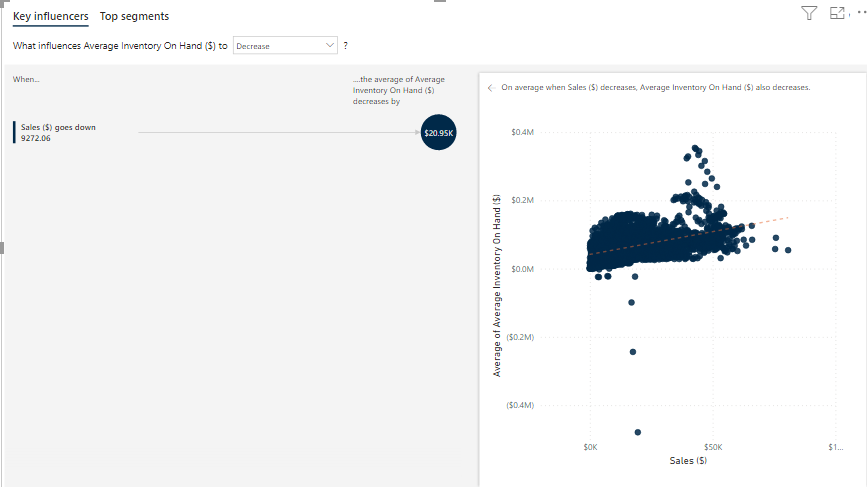 Key influencers Top segments
What influences Average Inventory On Hand ($) to Decrease ?
When...
....the average of Average
Inventory On Hand ($)
decreases by
Sales ($) goes down
9272.06
$20.95K
On average when Sales ($) decreases, Average Inventory On Hand ($) also decreases.
$0.4M
$0.2M
$0.0M
($0.2M)
($0.4M)
Average of Average Inventory On Hand ($)
$0K $50K $1...
Sales ($)